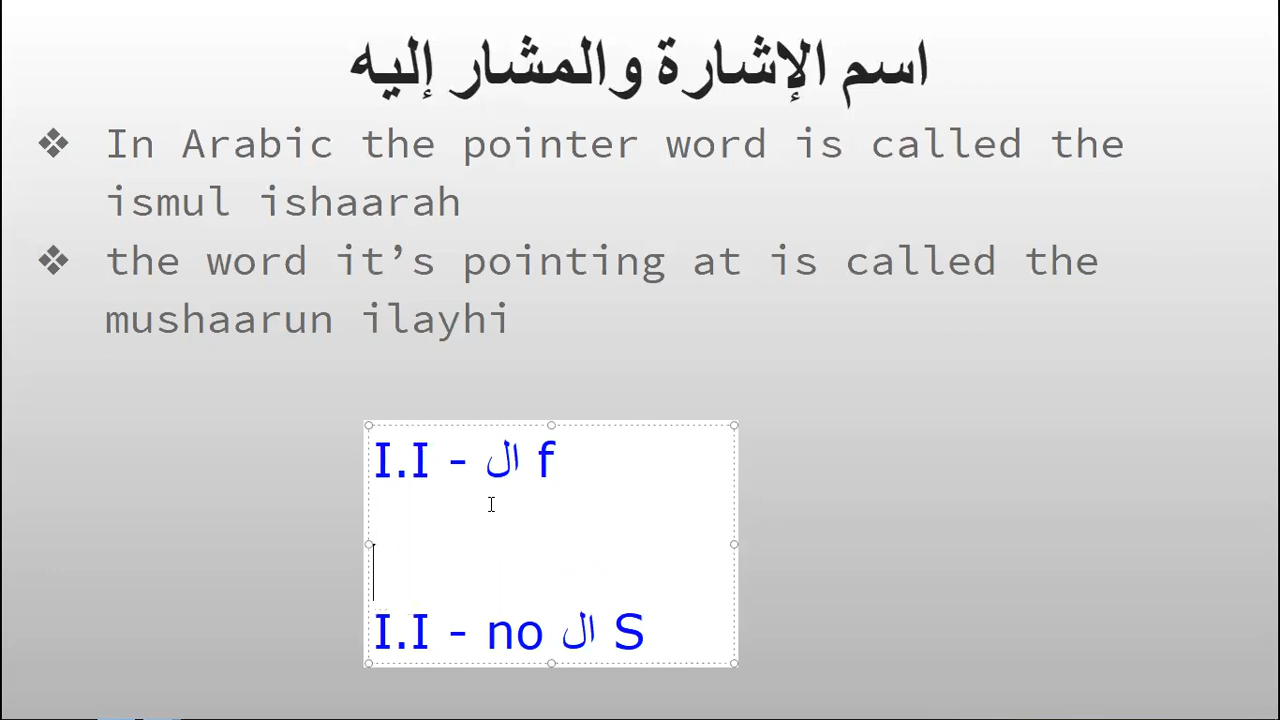 اسم الإشارة والمشار إليه
❖ In Arabic the pointer word is called the
ismul ishaarah
❖ the word it’s pointing at is called the
mushaarun ilayhi
I.I - ال f
I.I - no ال S